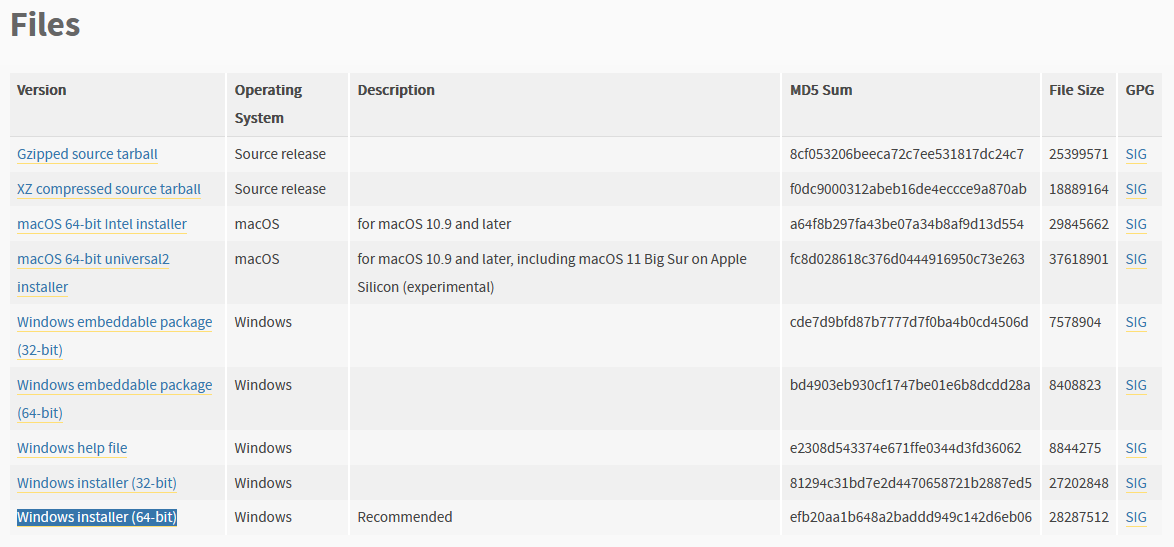 Files
Version Operating System Description MD5 Sum File Size GPG
Gzipped source tarball Source release 8cf053206beeca72c7ee531817dc24c7 25399571 SIG
XZ compressed source tarball Source release f0dc9000312abeb16de4eccce9a870ab 18889164 SIG
macOS 64-bit Intel installer macOS for macOS 10.9 and later a64f8b297fa43be07a34b8af9d13d554 29845662 SIG
macOS 64-bit universal2 macOS for macOS 10.9 and later, including macOS 11 Big Sur on Apple fc8d028618c376d0444916950c73e263 37618901 SIG
installer Silicon (experimental)
Windows embeddable package Windows cde7d9bfd87b7777d7f0ba4b0cd4506d 7578904 SIG
(32-bit)
Windows embeddable package Windows bd4903eb930cf1747be01e6b8dcdd28a 8408823 SIG
(64-bit)
Windows help file Windows e2308d543374e671ffe0344d3fd36062 8844275 SIG
Windows installer (32-bit) Windows 81294c31bd7e2d4470658721b2887ed5 27202848 SIG
Windows installer (64-bit) Windows Recommended efb20aa1b648a2baddd949c142d6eb06 28287512 SIG